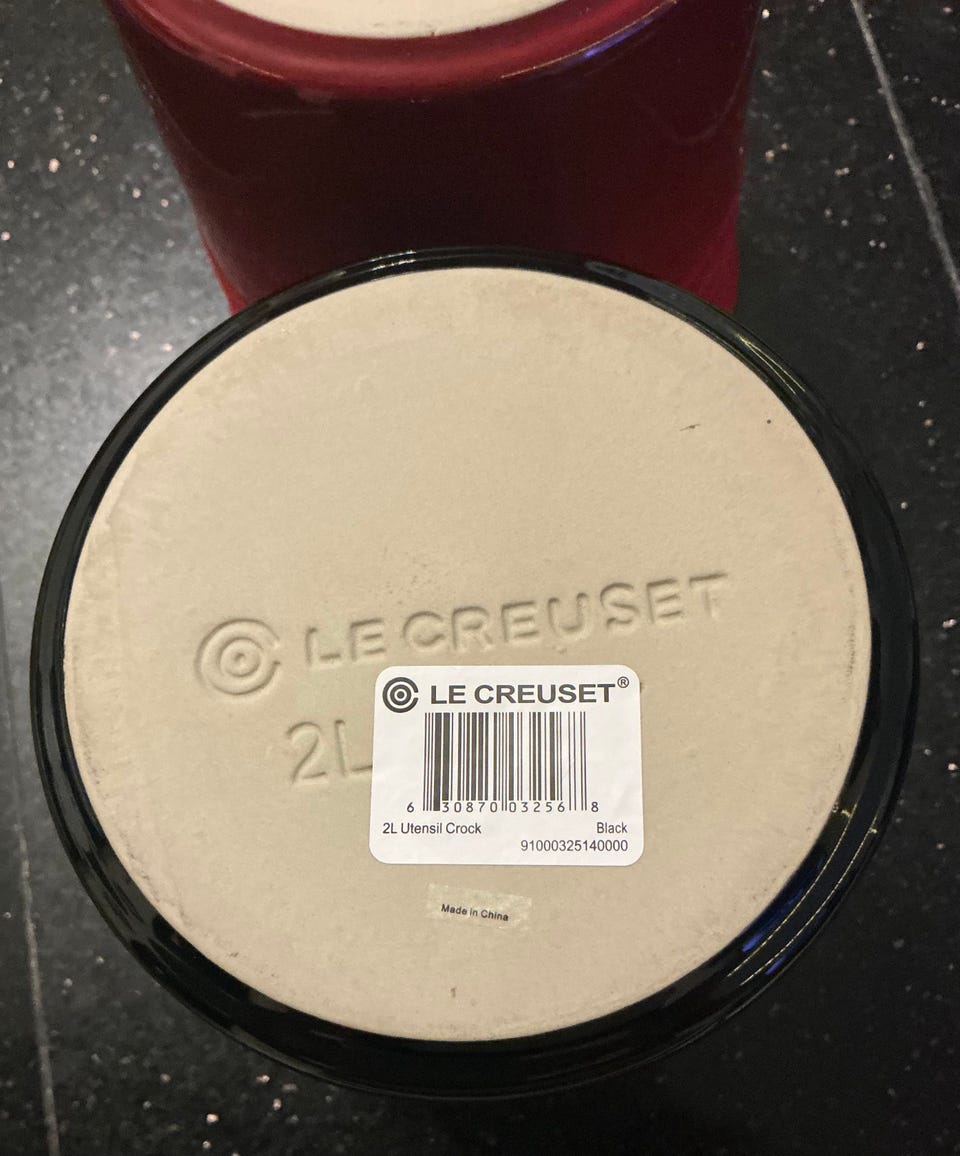 LE CREUSET
2L
LE CREUSET®
6 30870 03256 8
2L Utensil Crock Black
91000325140000
Made in China